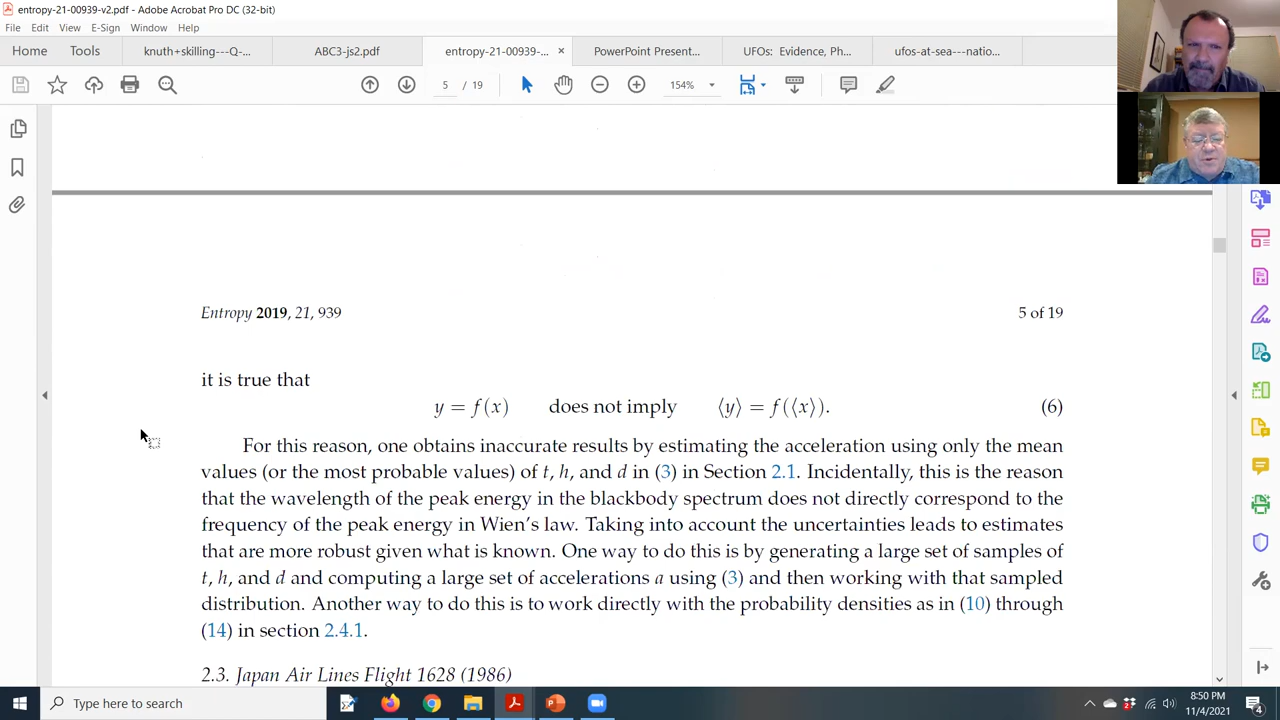 entropy-21-00939-v2.pdf - Adobe Acrobat Pro DC (32-bit)
File Edit View E-Sign Window Help
Home Tools knuth+skilling---Q-... ABC3-js2.pdf entropy-21-00939-... × PowerPoint Present... UFOs: Evidence, Ph... ufos-at-sea---natio...
5 / 19 154%
Entropy 2019, 21, 939 5 of 19
it is true that
y = f(x) does not imply ⟨y⟩ = f(⟨x⟩). (6)
For this reason, one obtains inaccurate results by estimating the acceleration using only the mean
values (or the most probable values) of t, h, and d in (3) in Section 2.1. Incidentally, this is the reason
that the wavelength of the peak energy in the blackbody spectrum does not directly correspond to the
frequency of the peak energy in Wien's law. Taking into account the uncertainties leads to estimates
that are more robust given what is known. One way to do this is by generating a large set of samples of
t, h, and d and computing a large set of accelerations a using (3) and then working with that sampled
distribution. Another way to do this is to work directly with the probability densities as in (10) through
(14) in section 2.4.1.
2.3. Japan Air Lines Flight 1628 (1986)
Type here to search
8:50 PM
11/4/2021
4